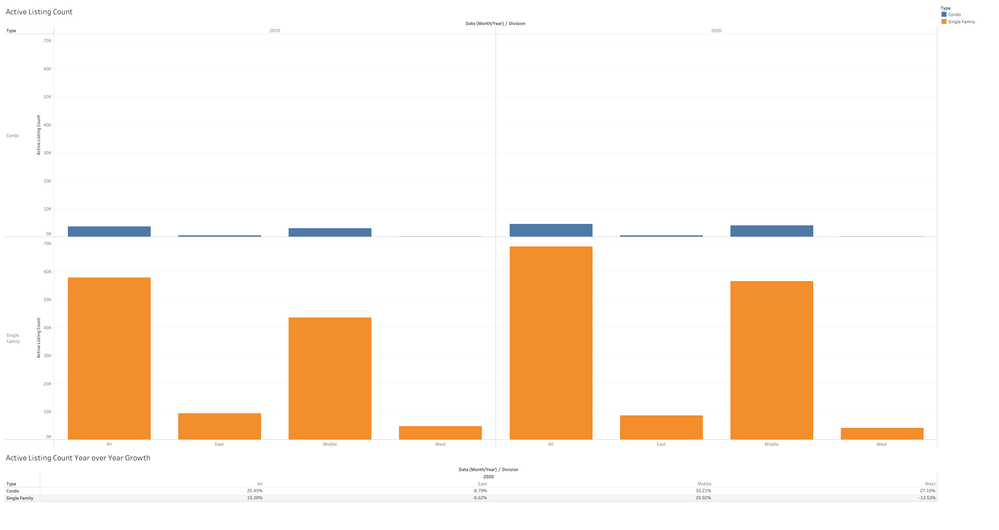 Active Listing Count
Type
Condo
Single Family
Date (Month/Year) / Division
Type
2019
2020
70K
60K
50K
40K
30K
20K
10K
0K
Active Listing Count
Condo
70K
60K
50K
40K
30K
20K
10K
0K
Active Listing Count
Single
Family
All
East
Middle
West
All
East
Middle
West
Active Listing Count Year over Year Growth
Date (Month/Year) / Division
2020
Type All East Middle West
Condo 25.45% -8.79% 33.21% 27.10%
Single Family 19.28% -8.62% 29.92% -13.53%